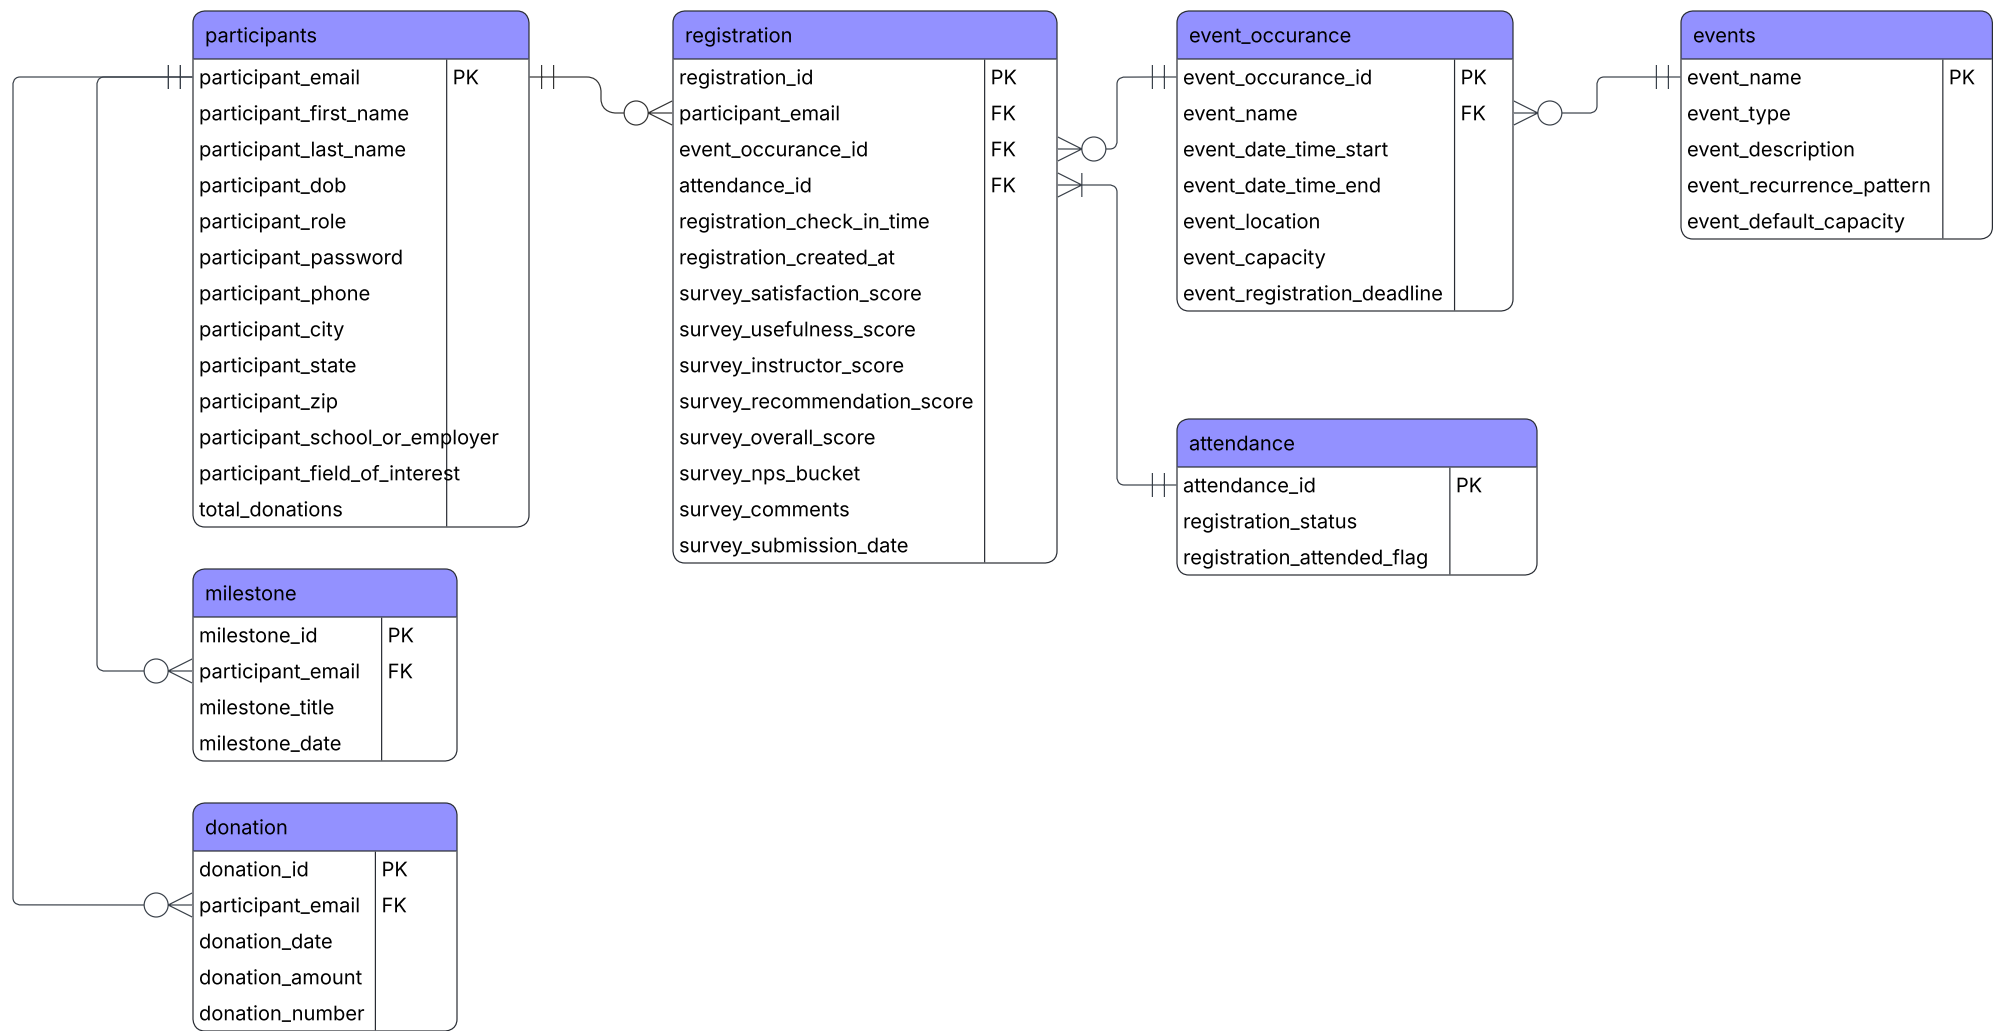 participants
participant_email PK
participant_first_name
participant_last_name
participant_dob
participant_role
participant_password
participant_phone
participant_city
participant_state
participant_zip
participant_school_or_employer
participant_field_of_interest
total_donations
registration
registration_id PK
participant_email FK
event_occurance_id FK
attendance_id FK
registration_check_in_time
registration_created_at
survey_satisfaction_score
survey_usefulness_score
survey_instructor_score
survey_recommendation_score
survey_overall_score
survey_nps_bucket
survey_comments
survey_submission_date
event_occurance
event_occurance_id PK
event_name FK
event_date_time_start
event_date_time_end
event_location
event_capacity
event_registration_deadline
events
event_name PK
event_type
event_description
event_recurrence_pattern
event_default_capacity
attendance
attendance_id PK
registration_status
registration_attended_flag
milestone
milestone_id PK
participant_email FK
milestone_title
milestone_date
donation
donation_id PK
participant_email FK
donation_date
donation_amount
donation_number